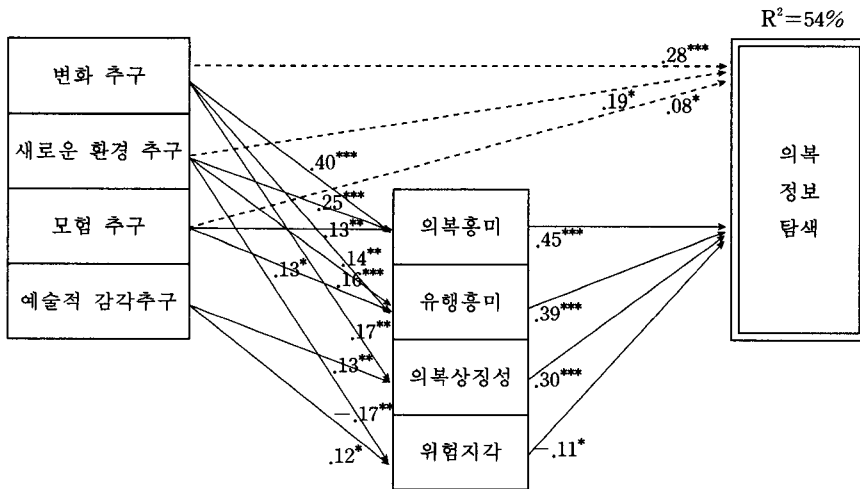 R²=54%
변화 추구
새로운 환경 추구
모험 추구
예술적 감각추구
.28***
.19*
.08*
.40***
.25***
.13**
.14**
.13*
.16***
.17**
.13**
-.17**
.12*
의복흥미
유행흥미
의복상징성
위험지각
.45***
.39***
.30***
-.11*
의복
정보
탐색